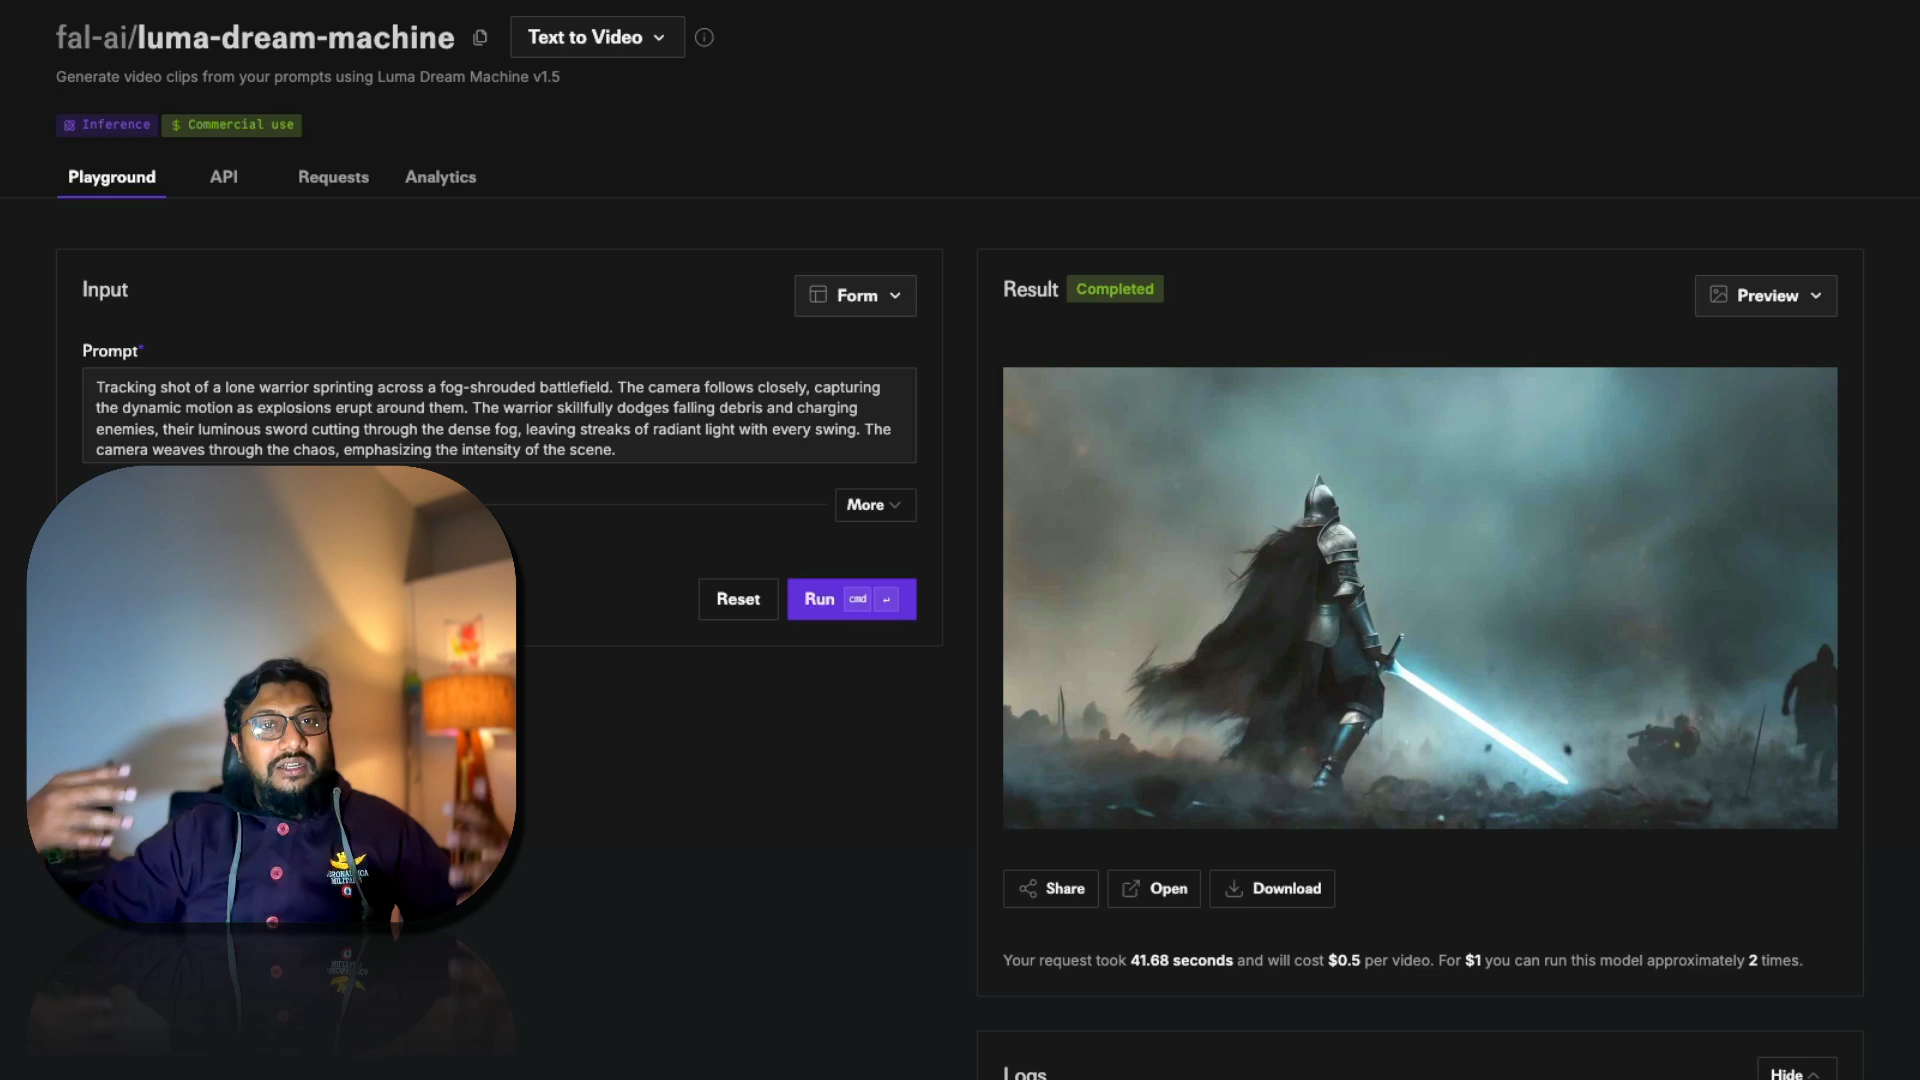 fal-ai/luma-dream-machine
Text to Video
Generate video clips from your prompts using Luma Dream Machine v1.5
Inference
$ Commercial use
Playground
API
Requests
Analytics
Input
Form
Prompt*
Tracking shot of a lone warrior sprinting across a fog-shrouded battlefield. The camera follows closely, capturing
the dynamic motion as explosions erupt around them. The warrior skillfully dodges falling debris and charging
enemies, their luminous sword cutting through the dense fog, leaving streaks of radiant light with every swing. The
camera weaves through the chaos, emphasizing the intensity of the scene.
More
Reset
Run
cmd
Result
Completed
Preview
Share
Open
Download
Your request took 41.68 seconds and will cost $0.5 per video. For $1 you can run this model approximately 2 times.
Logs
Hide